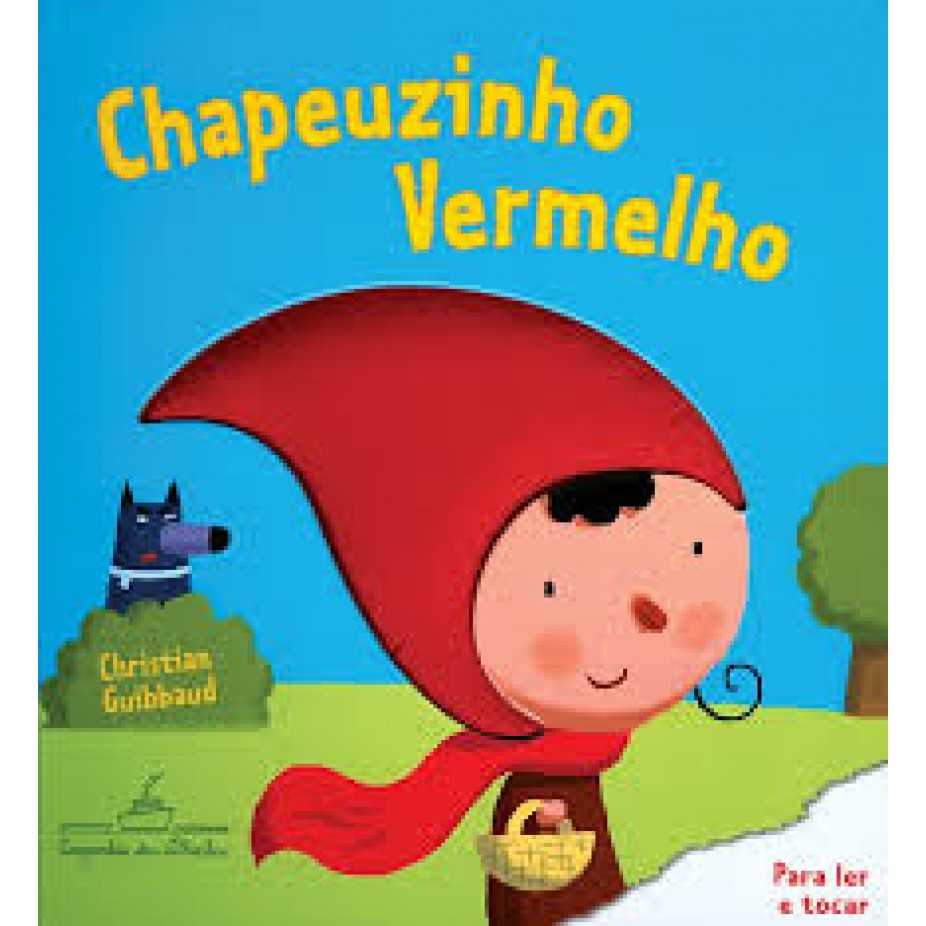 Chapeuzinho
Vermelho
Christian
Guibbaud
Para ler
e tocar